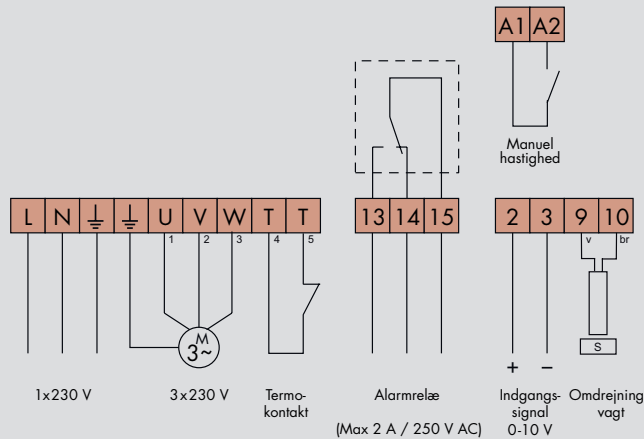 A1 A2
Manuel
hastighed
L N U V W T T
1 2 3 4 5
13 14 15
2 3 9 10
v br
M
3~
S
+ −
1x230 V
3x230 V
Termo-
kontakt
Alarmrelæ
(Max 2 A / 250 V AC)
Indgangs-
signal
0-10 V
Omdrejning
vagt